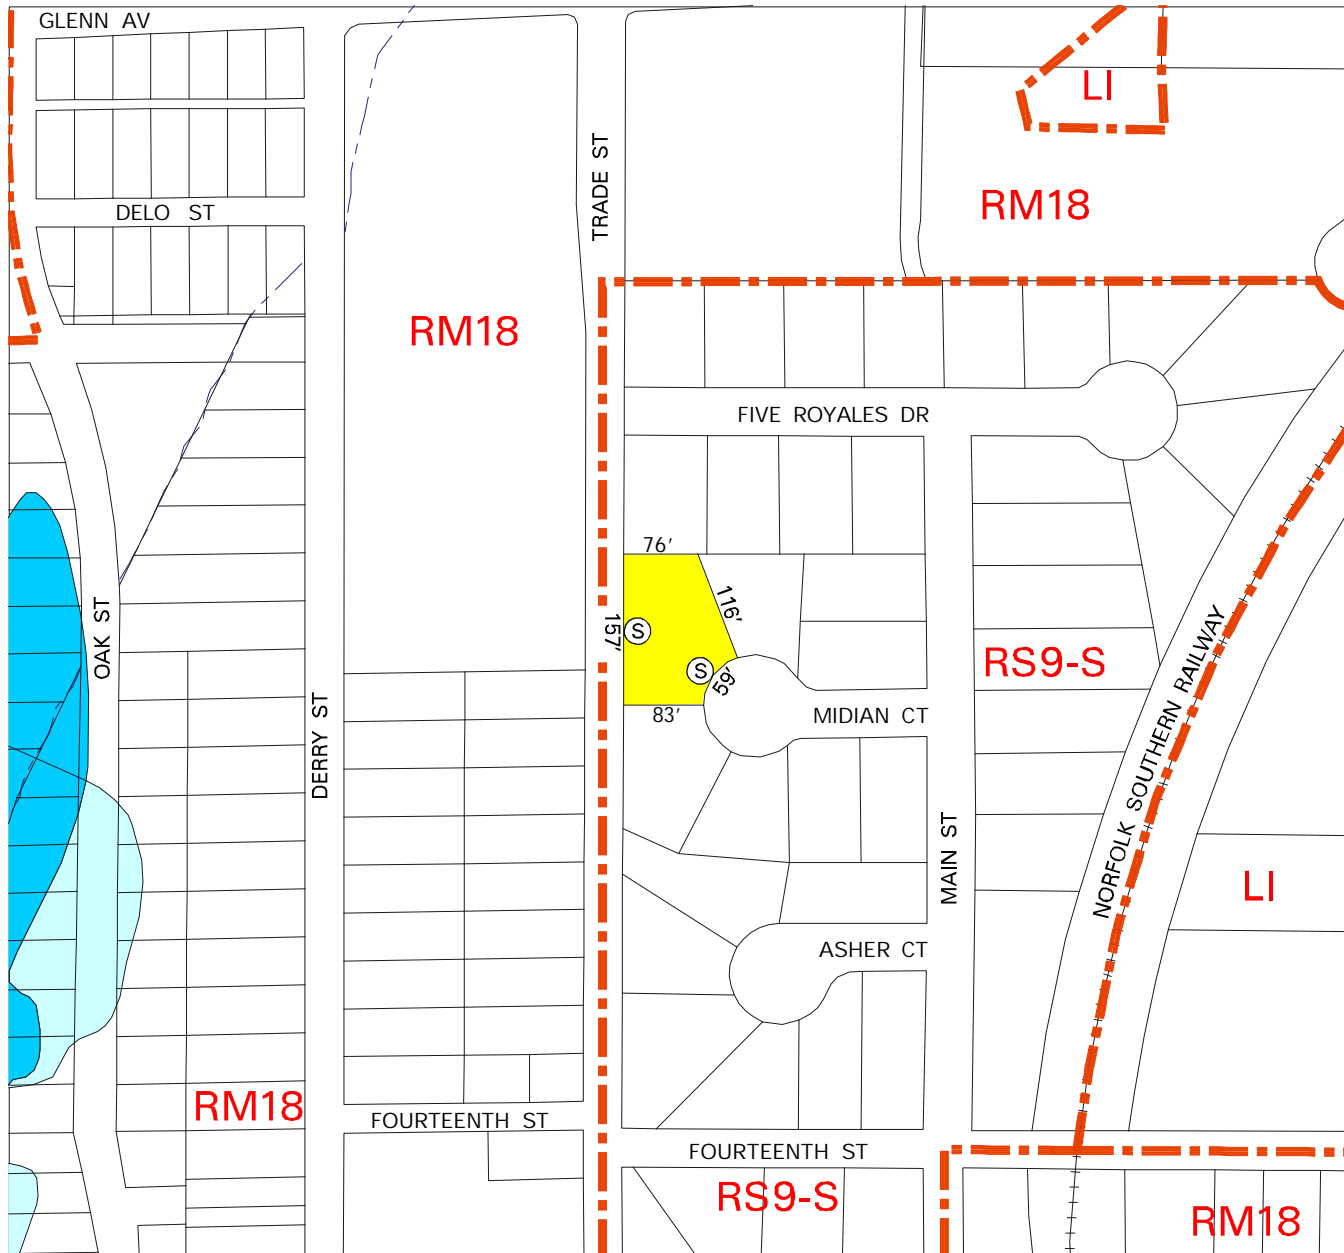 GLENN AV
LI
TRADE ST
RM18
DELO ST
RM18
FIVE ROYALES DR
76'
116'
157'
S
S
59'
83'
OAK ST
RS9-S
NORFOLK SOUTHERN RAILWAY
MIDIAN CT
DERRY ST
MAIN ST
LI
ASHER CT
RM18
FOURTEENTH ST
FOURTEENTH ST
RS9-S
RM18